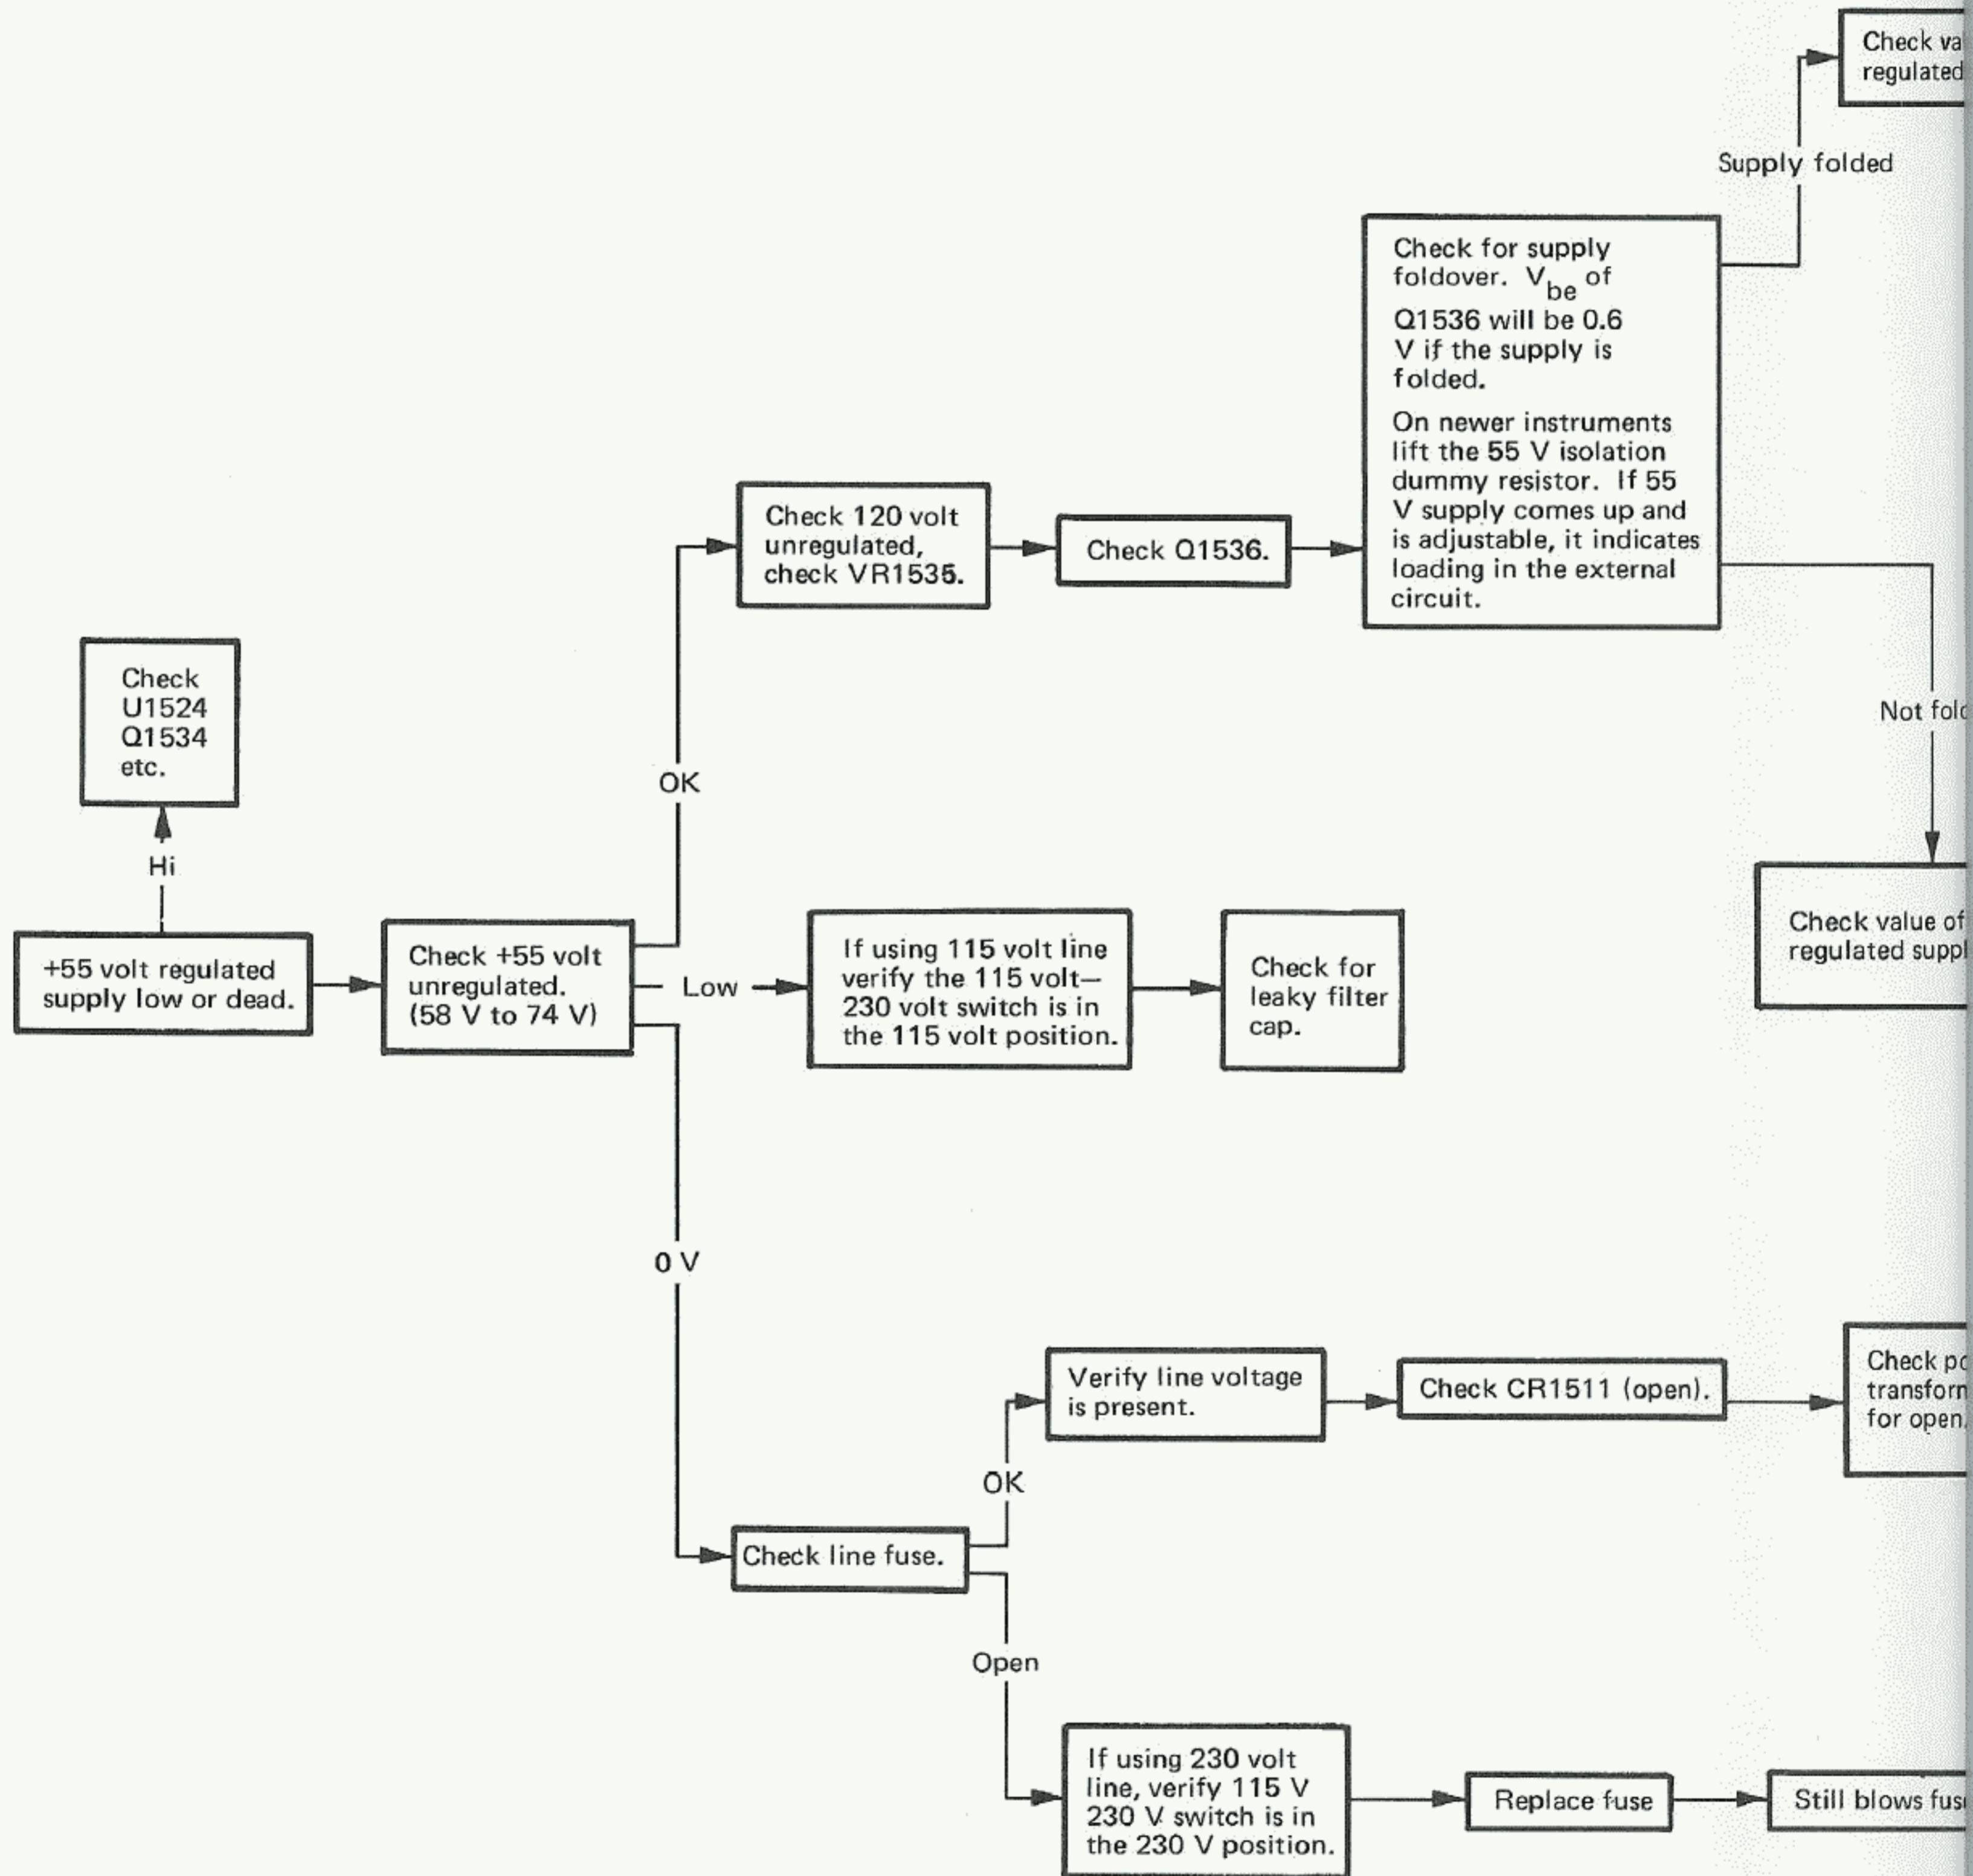 Check
regulated
Supply folded
Check for supply
foldover. Vbe of
Q1536 will be 0.6
V if the supply is
folded.
On newer instruments
lift the 55 V isolation
dummy resistor. If 55
V supply comes up and
is adjustable, it indicates
loading in the external
circuit.
Check 120 volt
unregulated,
check VR1535.
Check Q1536.
Check
U1524
Q1534
etc.
OK
Not
Hi
+55 volt regulated
supply low or dead.
Check +55 volt
unregulated.
(58 V to 74 V)
Low
If using 115 volt line
verify the 115 volt—
230 volt switch is in
the 115 volt position.
Check for
leaky filter
cap.
Check value of
regulated
0 V
Verify line voltage
is present.
Check CR1511 (open).
Check
for open.
OK
Check line fuse.
Open
If using 230 volt
line, verify 115 V
230 V switch is in
the 230 V position.
Replace fuse
Still blows